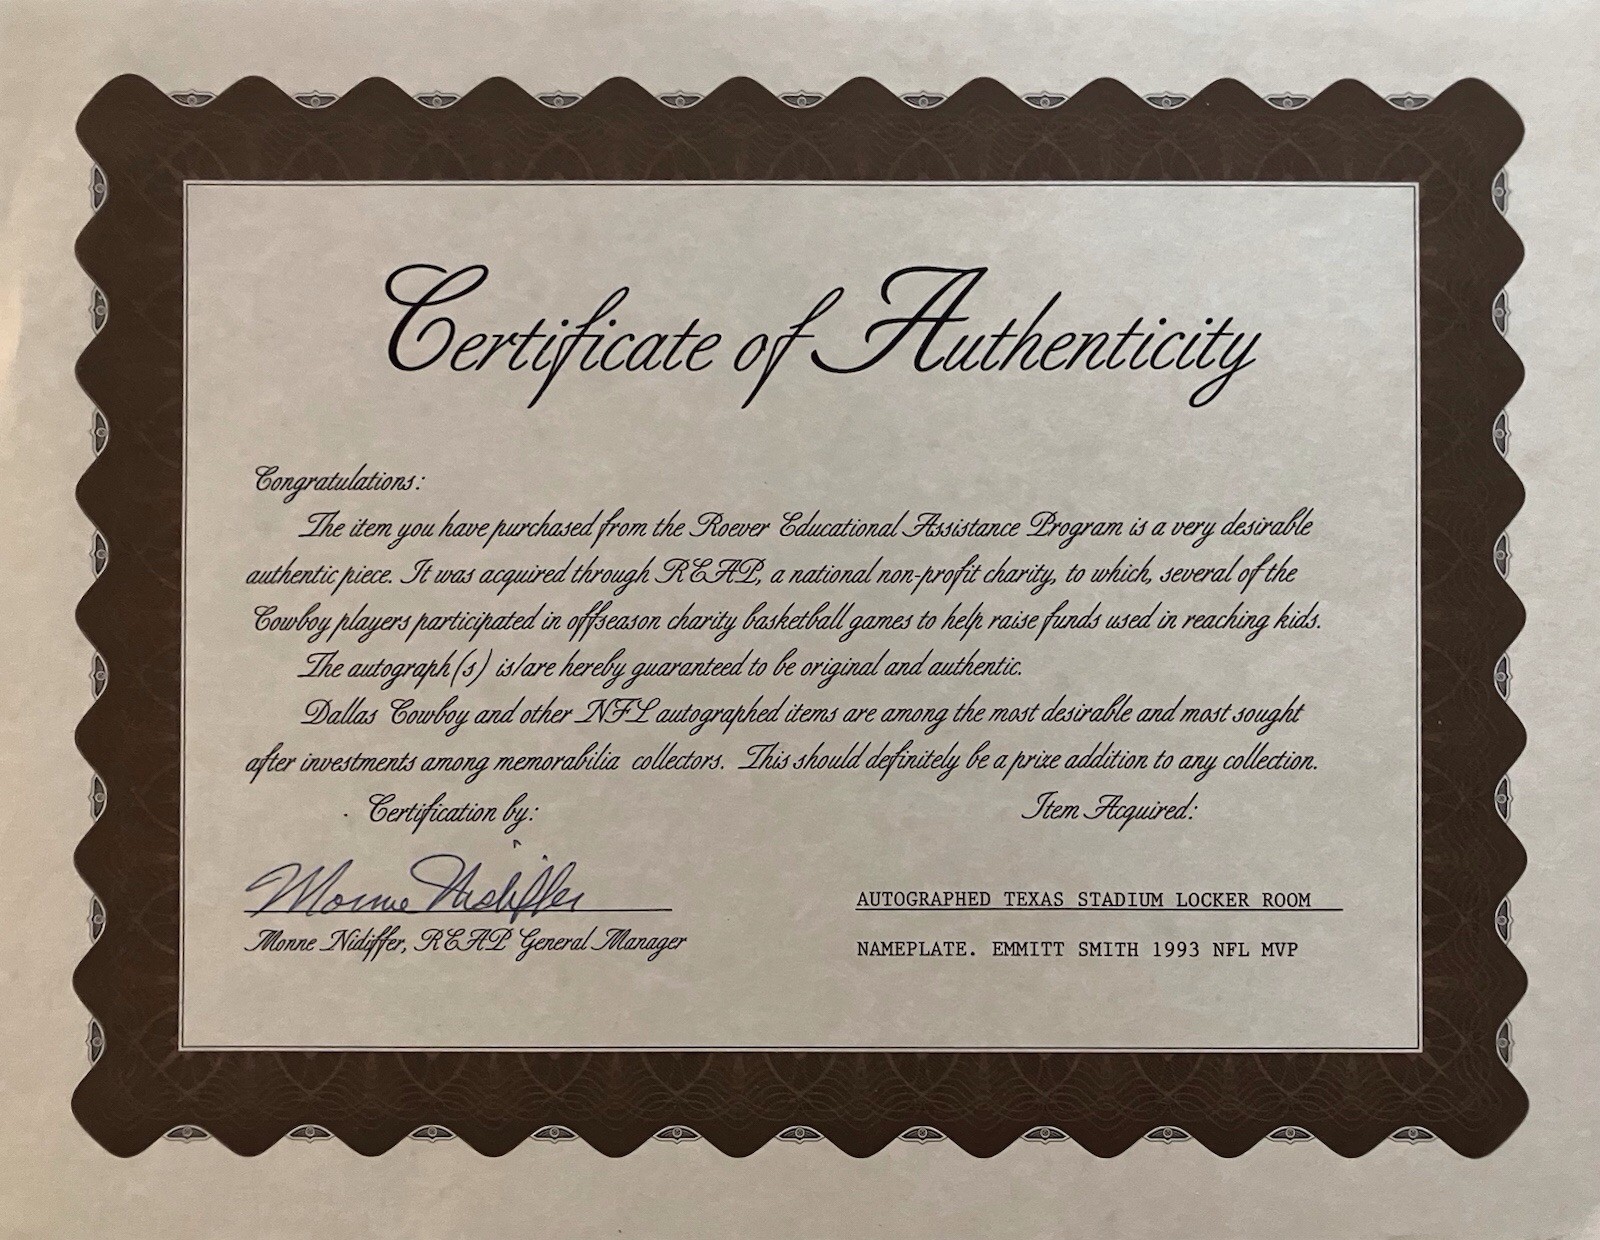 Certificate of Authenticity
Congratulations:
The item you have purchased from the Roever Educational Assistance Program is a very desirable
authentic piece. It was acquired through REAP, a national non-profit charity, to which, several of the
Cowboy players participated in offseason charity basketball games to help raise funds used in reaching kids.
The autograph(s) is/are hereby guaranteed to be original and authentic.
Dallas Cowboy and other NFL autographed items are among the most desirable and most sought
after investments among memorabilia collectors. This should definitely be a prize addition to any collection.
Certification by:
Item Acquired:
Monne Nidiffer
Monne Nidiffer, REAP General Manager
AUTOGRAPHED TEXAS STADIUM LOCKER ROOM
NAMEPLATE. EMMITT SMITH 1993 NFL MVP